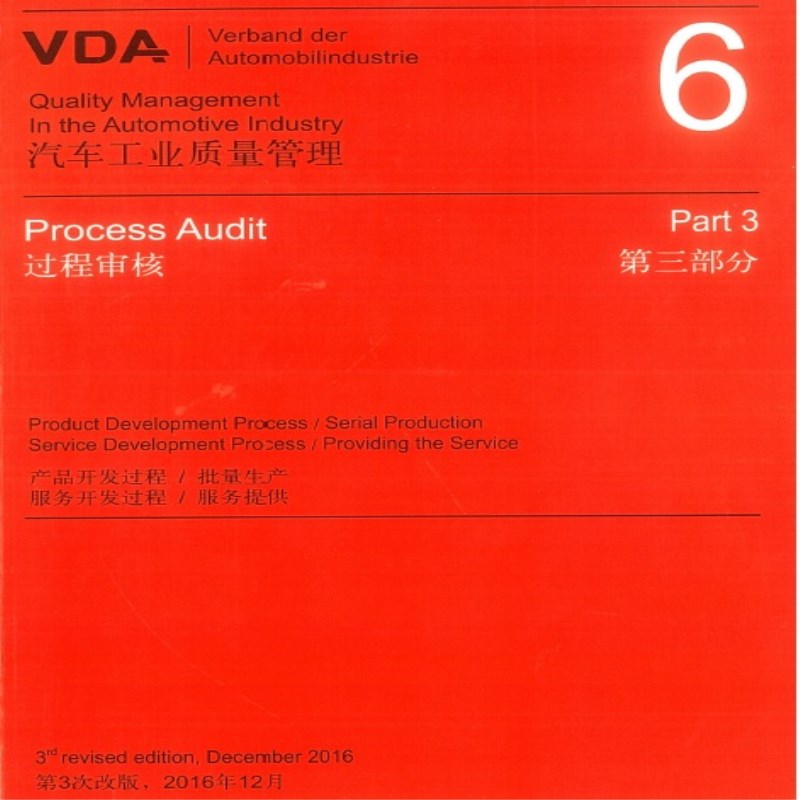 VDA
Verband der
Automobilindustrie
6
Quality Management
In the Automotive Industry
汽车工业质量管理
Process Audit
过程审核
Part 3
第三部分
Product Development Process / Serial Production
Service Development Process / Providing the Service
产品开发过程 / 批量生产
服务开发过程 / 服务提供
3rd revised edition, December 2016
第3次改版，2016年12月